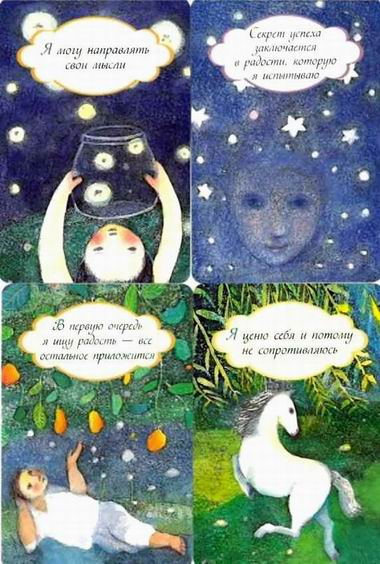 Я могу направлять
свои мысли
Секрет успеха
заключается
в радости, которую
я испытываю
В первую очередь
я ищу радость — все
остальное приложится
Я ценю себя и потому
не сопротивляюсь